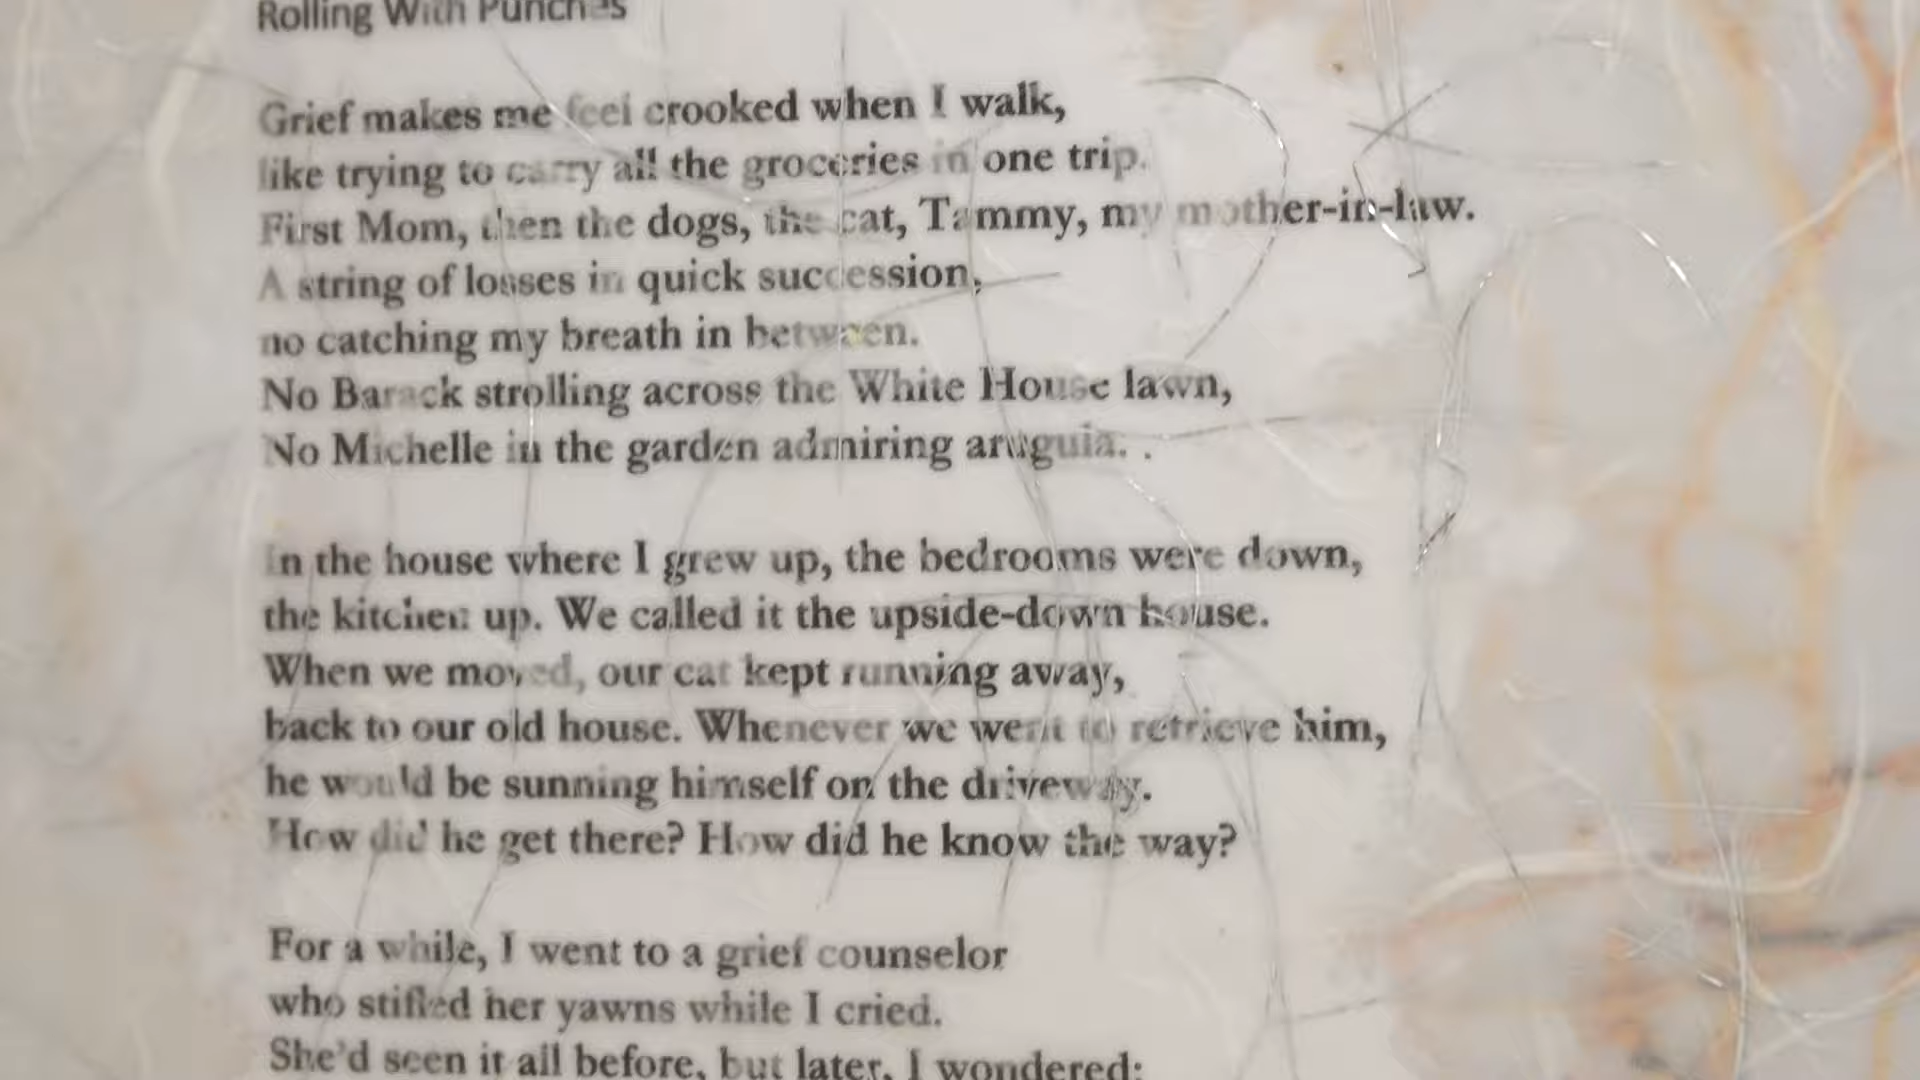 Rolling With Punches
Grief makes me feel crooked when I walk,
like trying to carry all the groceries in one trip.
First Mom, then the dogs, the cat, Tammy, my mother-in-law.
A string of losses in quick succession,
no catching my breath in between.
No Barack strolling across the White House lawn,
No Michelle in the garden admiring arugula. .
In the house where I grew up, the bedrooms were down,
the kitchen up. We called it the upside-down house.
When we moved, our cat kept running away,
back to our old house. Whenever we went to retrieve him,
he would be sunning himself on the driveway.
How did he get there? How did he know the way?
For a while, I went to a grief counselor
who stifled her yawns while I cried.
She'd seen it all before, but later, I wondered: